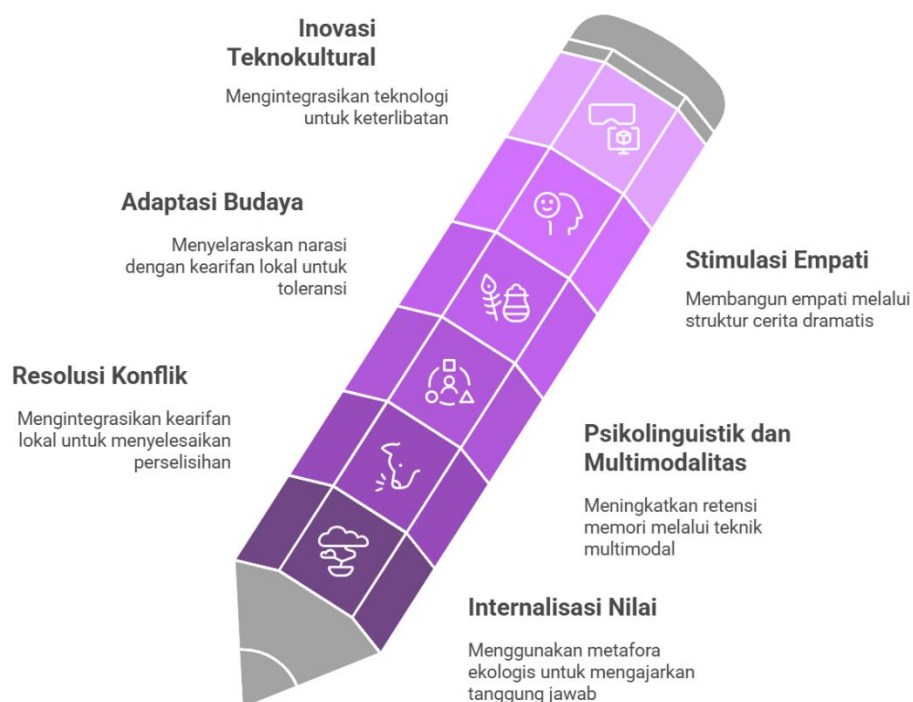 Inovasi
Teknokultural
Mengintegrasikan teknologi
untuk keterlibatan
Adaptasi Budaya
Menyelaraskan narasi
dengan kearifan lokal untuk
toleransi
Stimulasi Empati
Membangun empati melalui
struktur cerita dramatis
Resolusi Konflik
Mengintegrasikan kearifan
lokal untuk menyelesaikan
perselisihan
Psikolinguistik dan
Multimodalitas
Meningkatkan retensi
memori melalui teknik
multimodal
Internalisasi Nilai
Menggunakan metafora
ekologis untuk mengajarkan
tanggung jawab